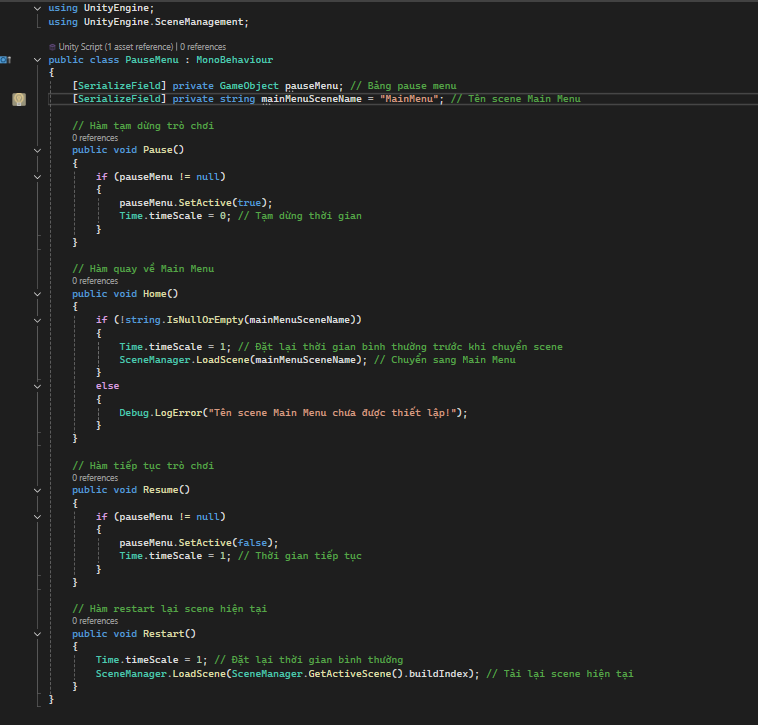 using UnityEngine;
using UnityEngine.SceneManagement;
Unity Script (1 asset reference) | 0 references
public class PauseMenu : MonoBehaviour
{
[SerializeField] private GameObject pauseMenu; // Bảng pause menu
[SerializeField] private string mainMenuSceneName = "MainMenu"; // Tên scene Main Menu
// Hàm tạm dừng trò chơi
0 references
public void Pause()
{
if (pauseMenu != null)
{
pauseMenu.SetActive(true);
Time.timeScale = 0; // Tạm dừng thời gian
}
}
// Hàm quay về Main Menu
0 references
public void Home()
{
if (!string.IsNullOrEmpty(mainMenuSceneName))
{
Time.timeScale = 1; // Đặt lại thời gian bình thường trước khi chuyển scene
SceneManager.LoadScene(mainMenuSceneName); // Chuyển sang Main Menu
}
else
{
Debug.LogError("Tên scene Main Menu chưa được thiết lập!");
}
}
// Hàm tiếp tục trò chơi
0 references
public void Resume()
{
if (pauseMenu != null)
{
pauseMenu.SetActive(false);
Time.timeScale = 1; // Thời gian tiếp tục
}
}
// Hàm restart lại scene hiện tại
0 references
public void Restart()
{
Time.timeScale = 1; // Đặt lại thời gian bình thường
SceneManager.LoadScene(SceneManager.GetActiveScene().buildIndex); // Tải lại scene hiện tại
}
}